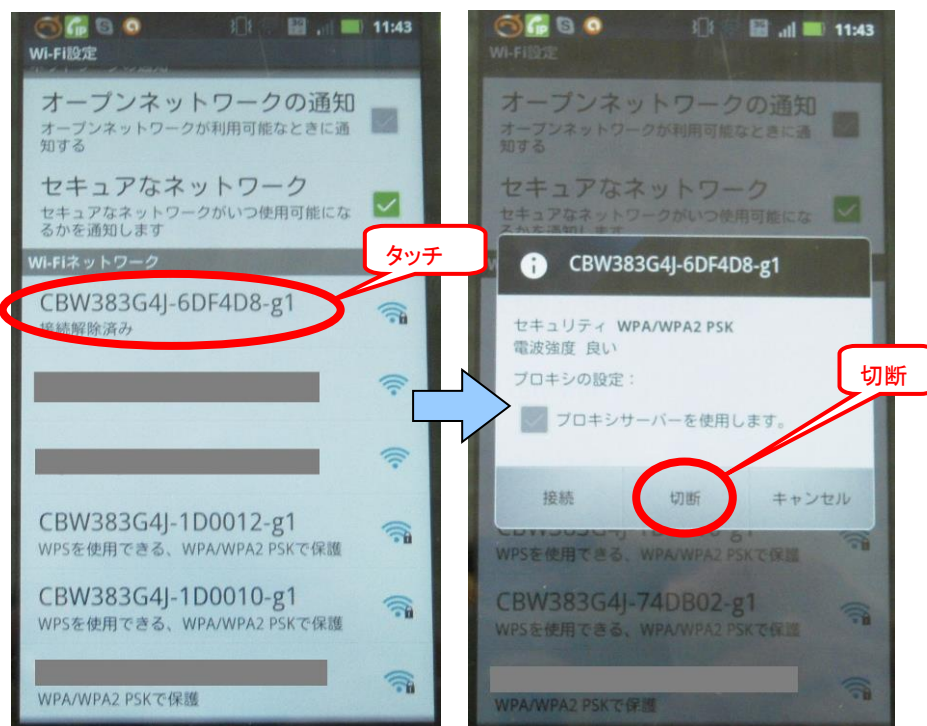 11:43
Wi-Fi設定
オープンネットワークの通知
オープンネットワークが利用可能なときに通
知する
セキュアなネットワーク
セキュアなネットワークがいつ使用可能にな
るかを通知します
Wi-Fiネットワーク
タッチ
CBW383G4J-6DF4D8-g1
接続解除済み
CBW383G4J-1D0012-g1
WPSを使用できる、WPA/WPA2 PSKで保護
CBW383G4J-1D0010-g1
WPSを使用できる、WPA/WPA2 PSKで保護
WPA/WPA2 PSKで保護
11:43
Wi-Fi設定
オープンネットワークの通知
オープンネットワークが利用可能なときに通
知する
セキュアなネットワーク
セキュアなネットワークがいつ使用可能にな
るかを通知します
CBW383G4J-6DF4D8-g1
セキュリティ WPA/WPA2 PSK
電波強度 良い
プロキシの設定：
プロキシサーバーを使用します。
切断
接続 切断 キャンセル
WPSを使用できる、WPA/WPA2 PSKで保護
CBW383G4J-74DB02-g1
WPSを使用できる、WPA/WPA2 PSKで保護
WPA/WPA2 PSKで保護